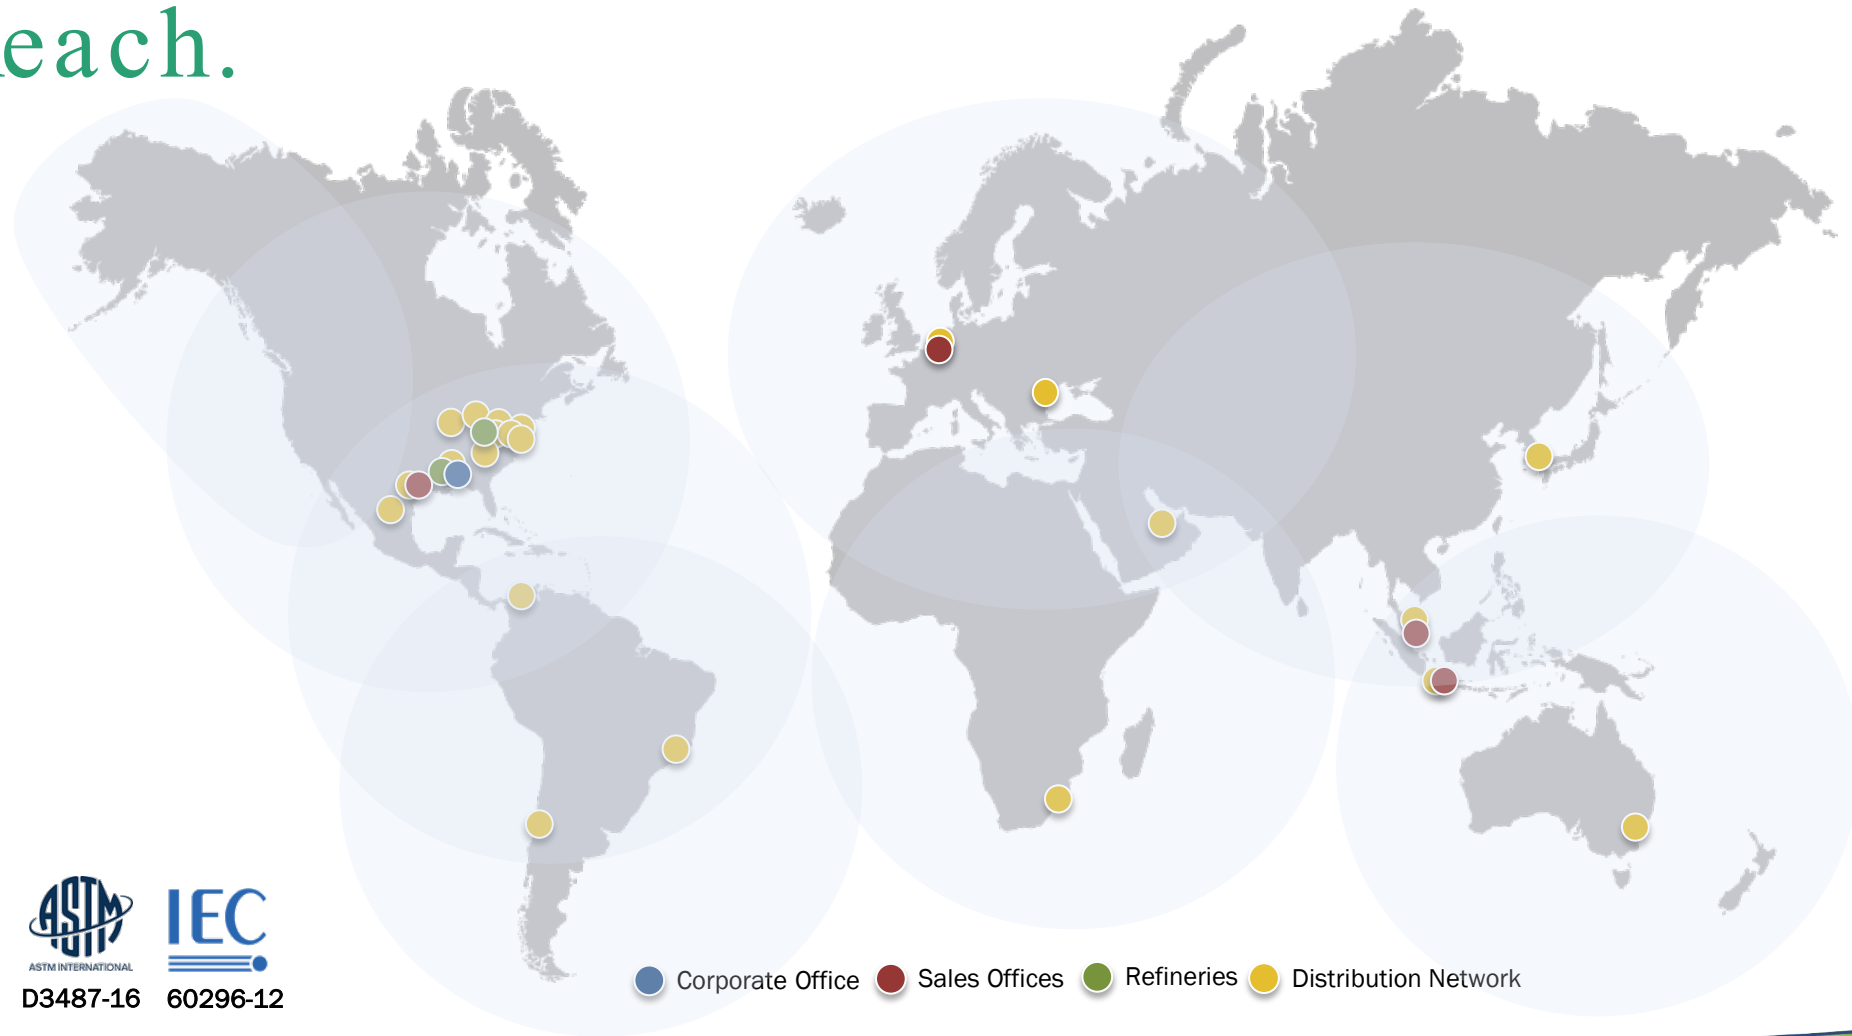 each.
ASTM
ASTM INTERNATIONAL
D3487-16
IEC
60296-12
Corporate Office
Sales Offices
Refineries
Distribution Network